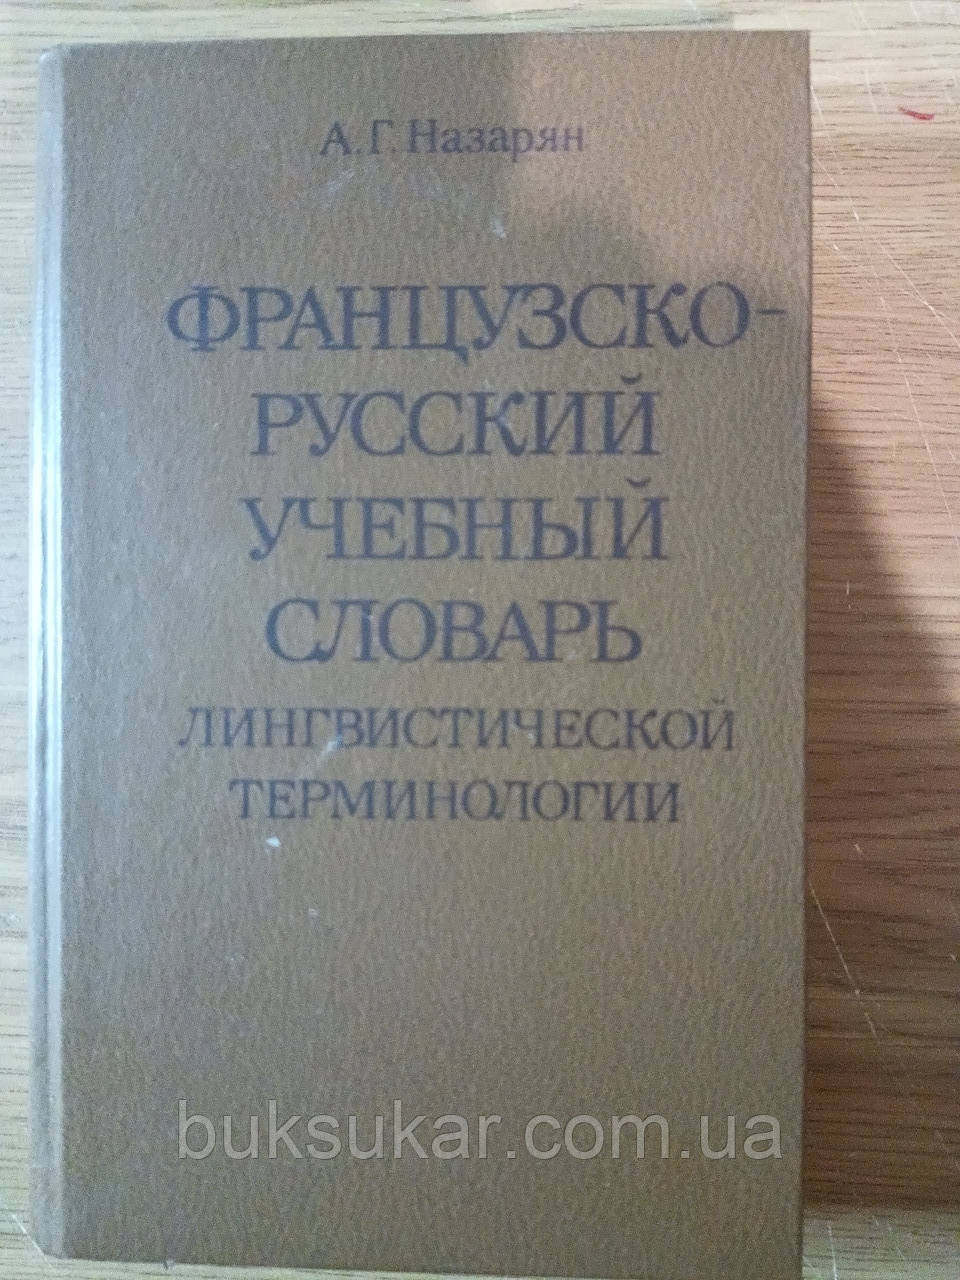 А. Г. Назарян
ФРАНЦУЗСКО-
РУССКИЙ
УЧЕБНЫЙ
СЛОВАРЬ
ЛИНГВИСТИЧЕСКОЙ
ТЕРМИНОЛОГИИ
buksukar.com.ua